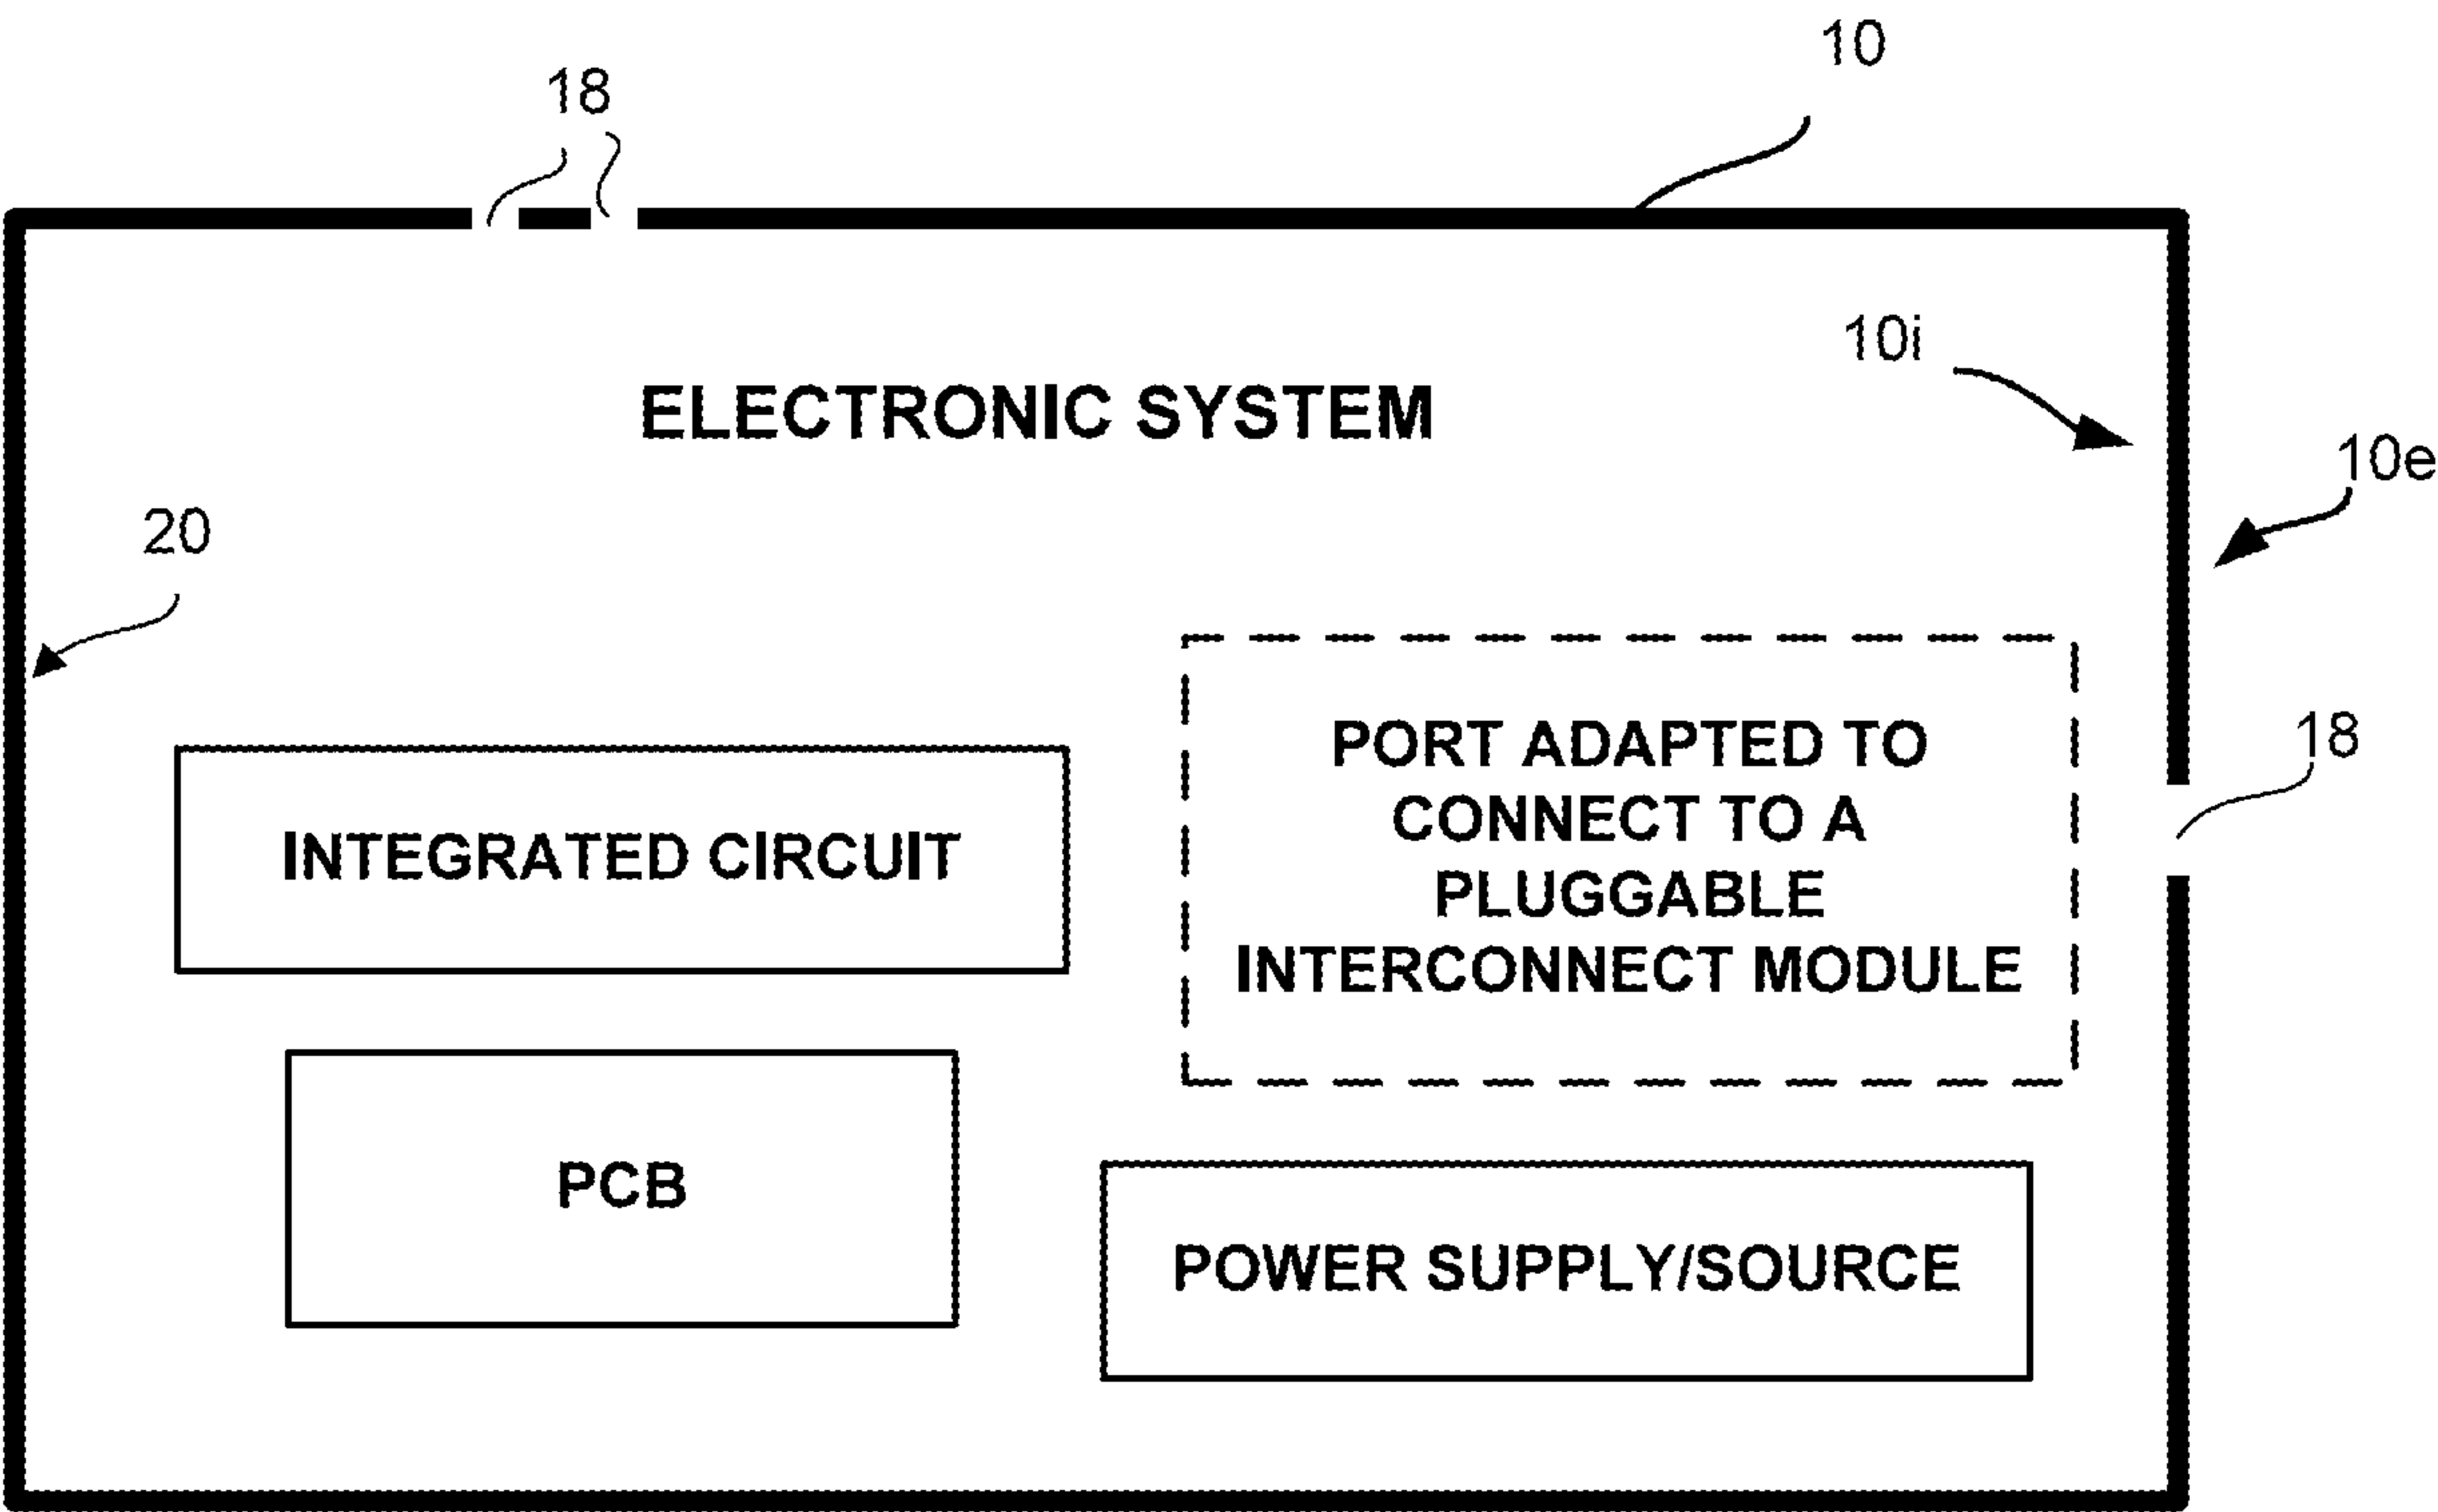 10
18
10i
ELECTRONIC SYSTEM
10e
20
18
PORT ADAPTED TO
CONNECT TO A
PLUGGABLE
INTERCONNECT MODULE
INTEGRATED CIRCUIT
PCB
POWER SUPPLY/SOURCE